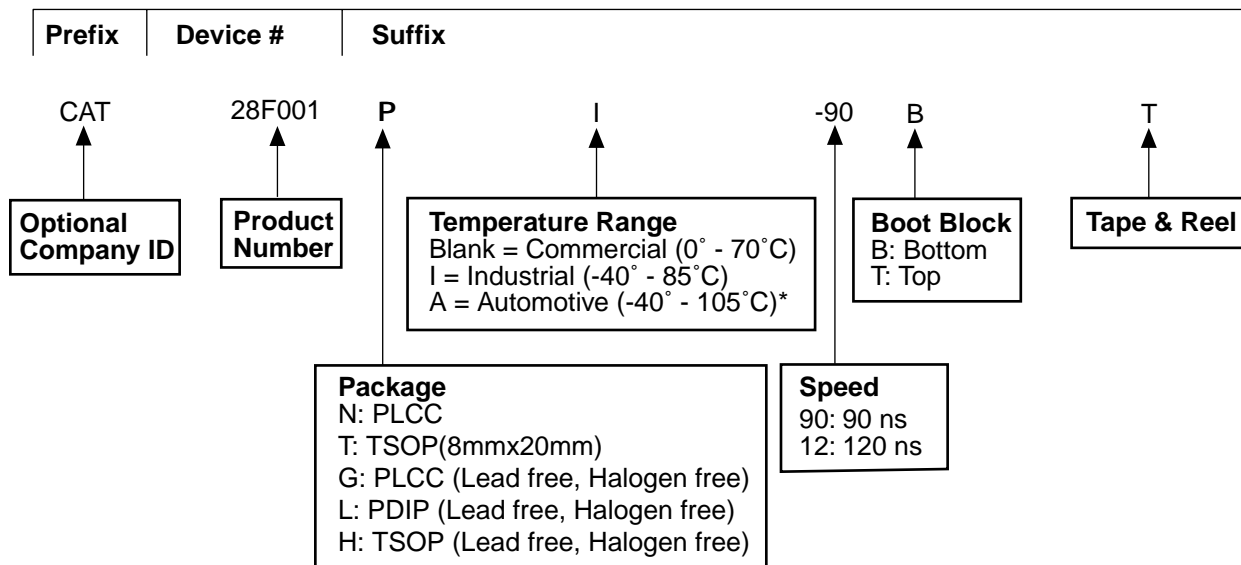 Prefix Device # Suffix
CAT 28F001 P I -90 B T
Optional
Company ID
Product
Number
Temperature Range
Blank = Commercial (0˚ - 70˚C)
I = Industrial (-40˚ - 85˚C)
A = Automotive (-40˚ - 105˚C)*
Boot Block
B: Bottom
T: Top
Tape & Reel
Package
N: PLCC
T: TSOP(8mmx20mm)
G: PLCC (Lead free, Halogen free)
L: PDIP (Lead free, Halogen free)
H: TSOP (Lead free, Halogen free)
Speed
90: 90 ns
12: 120 ns